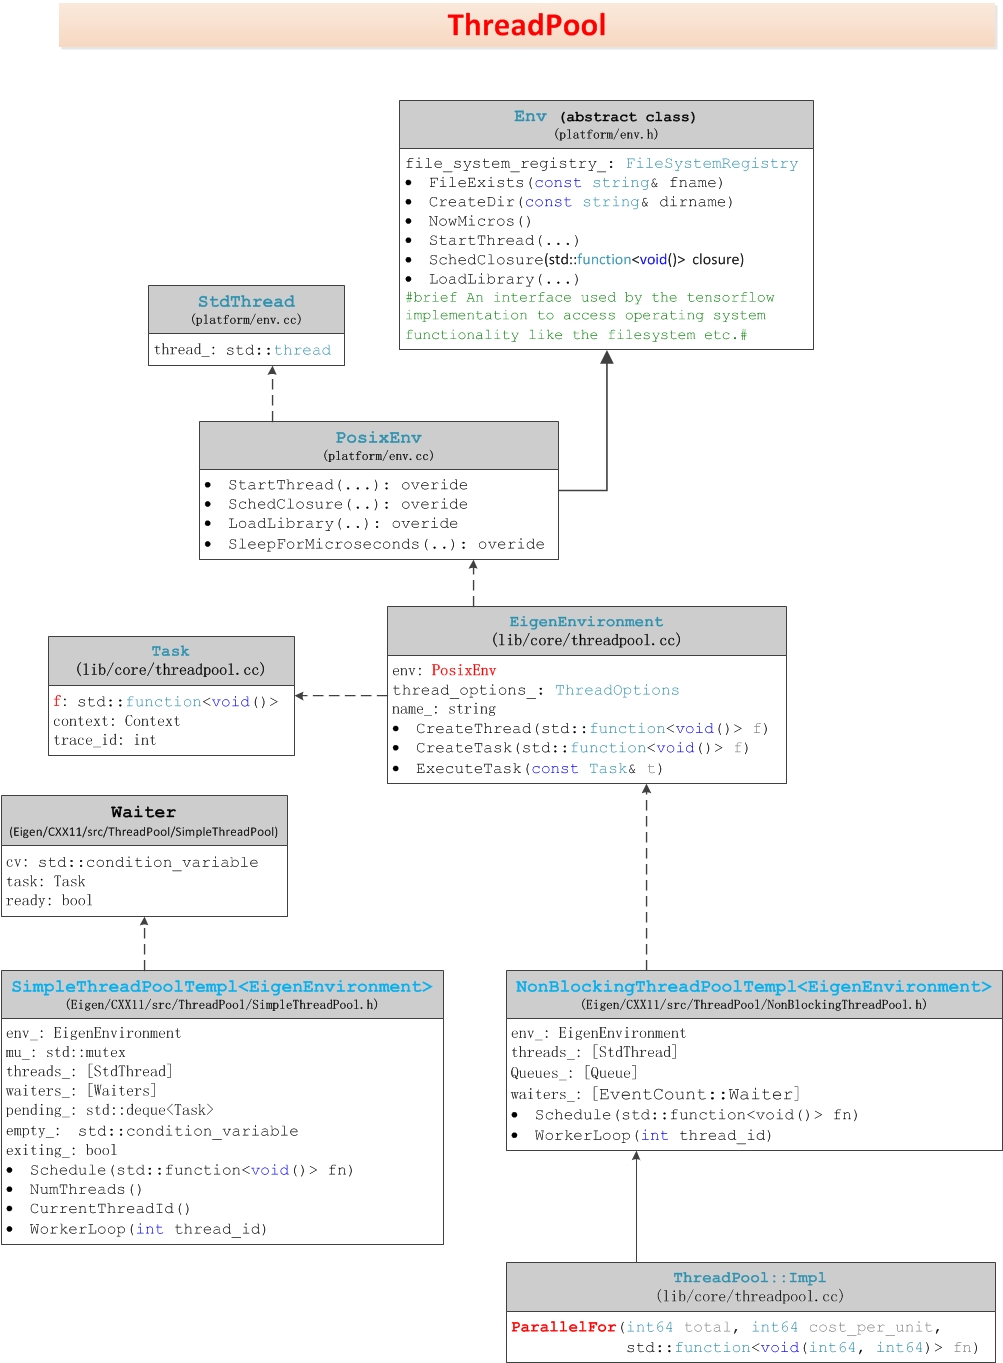 ThreadPool
Env (abstract class)
(platform/env.h)
file_system_registry_: FileSystemRegistry
• FileExists(const string& fname)
• CreateDir(const string& dirname)
• NowMicros()
• StartThread(...)
• SchedClosure(std::function<void()> closure)
• LoadLibrary(...)
#brief An interface used by the tensorflow
implementation to access operating system
functionality like the filesystem etc.#
StdThread
(platform/env.cc)
thread_: std::thread
PosixEnv
(platform/env.cc)
• StartThread(...): overide
• SchedClosure(..): overide
• LoadLibrary(..): overide
• SleepForMicroseconds(..): overide
EigenEnvironment
(lib/core/threadpool.cc)
env: PosixEnv
thread_options_: ThreadOptions
name_: string
• CreateThread(std::function<void()> f)
• CreateTask(std::function<void()> f)
• ExecuteTask(const Task& t)
Task
(lib/core/threadpool.cc)
f: std::function<void()>
context: Context
trace_id: int
Waiter
(Eigen/CXX11/src/ThreadPool/SimpleThreadPool)
cv: std::condition_variable
task: Task
ready: bool
SimpleThreadPoolTempl<EigenEnvironment>
(Eigen/CXX11/src/ThreadPool/SimpleThreadPool.h)
env_: EigenEnvironment
mu_: std::mutex
threads_: [StdThread]
waiters_: [Waiters]
pending_: std::deque<Task>
empty_: std::condition_variable
exiting_: bool
• Schedule(std::function<void()> fn)
• NumThreads()
• CurrentThreadId()
• WorkerLoop(int thread_id)
NonBlockingThreadPoolTempl<EigenEnvironment>
(Eigen/CXX11/src/ThreadPool/NonBlockingThreadPool.h)
env_: EigenEnvironment
threads_: [StdThread]
Queues_: [Queue]
waiters_: [EventCount::Waiter]
• Schedule(std::function<void()> fn)
• WorkerLoop(int thread_id)
ThreadPool::Impl
(lib/core/threadpool.cc)
ParallelFor(int64 total, int64 cost_per_unit,
std::function<void(int64, int64)> fn)